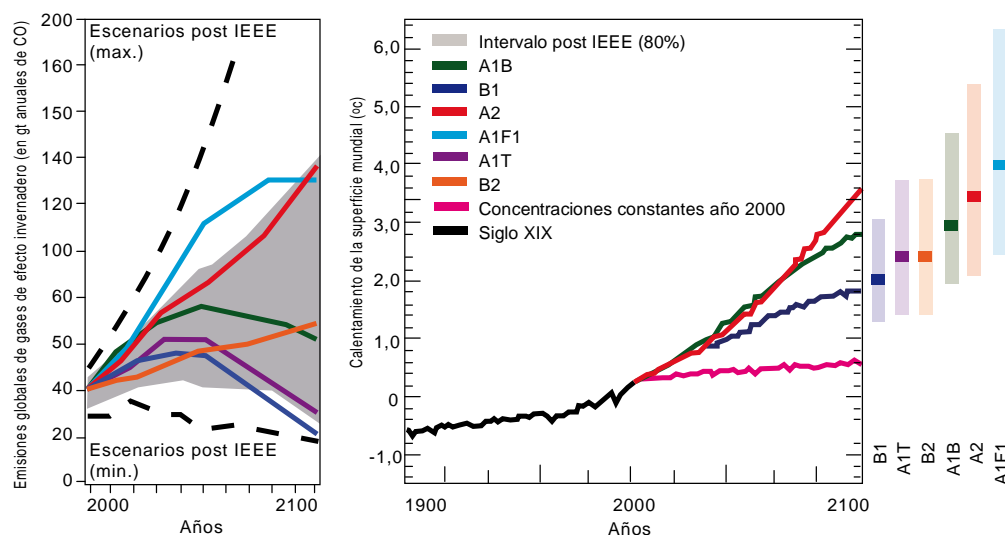 Emisiones globales de gases de efecto invernadero (en gt anuales de CO)
200
160
160
140
120
100
80
60
50
40
20
0
Escenarios post IEEE
(max.)
Escenarios post IEEE
(min.)
2000
2100
Años
Calentamiento de la superficie mundial (oc)
6,0
5,0
4,0
3,0
2,0
1,0
0
-1,0
Intervalo post IEEE (80%)
A1B
B1
A2
A1F1
A1T
B2
Concentraciones constantes año 2000
Siglo XIX
1900
2000
2100
Años
B1
A1T
B2
A1B
A2
A1F1